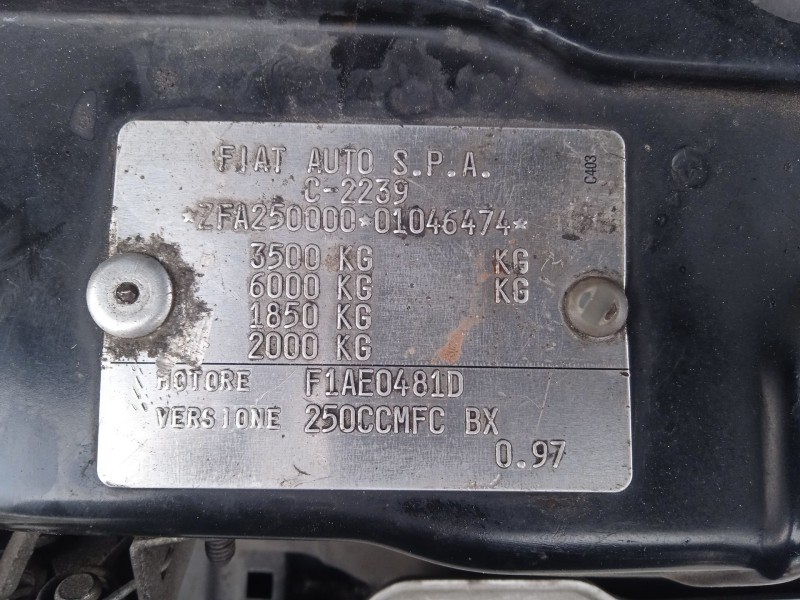 FIAT AUTO S.P.A.
C403
C-2239
*ZFA250000*01046474*
3500 KG KG
6000 KG KG
1850 KG
2000 KG
MOTORE F1AE0481D
VERSIONE 250CCMFC BX
0.97